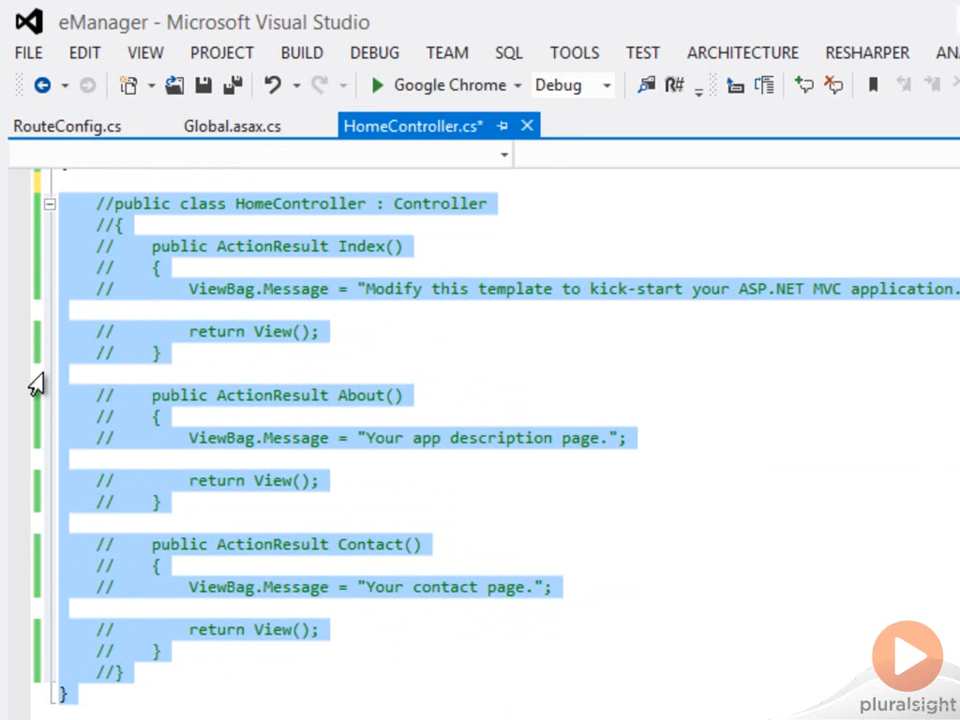 eManager - Microsoft Visual Studio
FILE EDIT VIEW PROJECT BUILD DEBUG TEAM SQL TOOLS TEST ARCHITECTURE RESHARPER AN
Google Chrome Debug R#
RouteConfig.cs Global.asax.cs HomeController.cs*
//public class HomeController : Controller
//{
// public ActionResult Index()
// {
// ViewBag.Message = "Modify this template to kick-start your ASP.NET MVC application.
// return View();
// }
// public ActionResult About()
// {
// ViewBag.Message = "Your app description page.";
// return View();
// }
// public ActionResult Contact()
// {
// ViewBag.Message = "Your contact page.";
// return View();
// }
//}
}
pluralsight